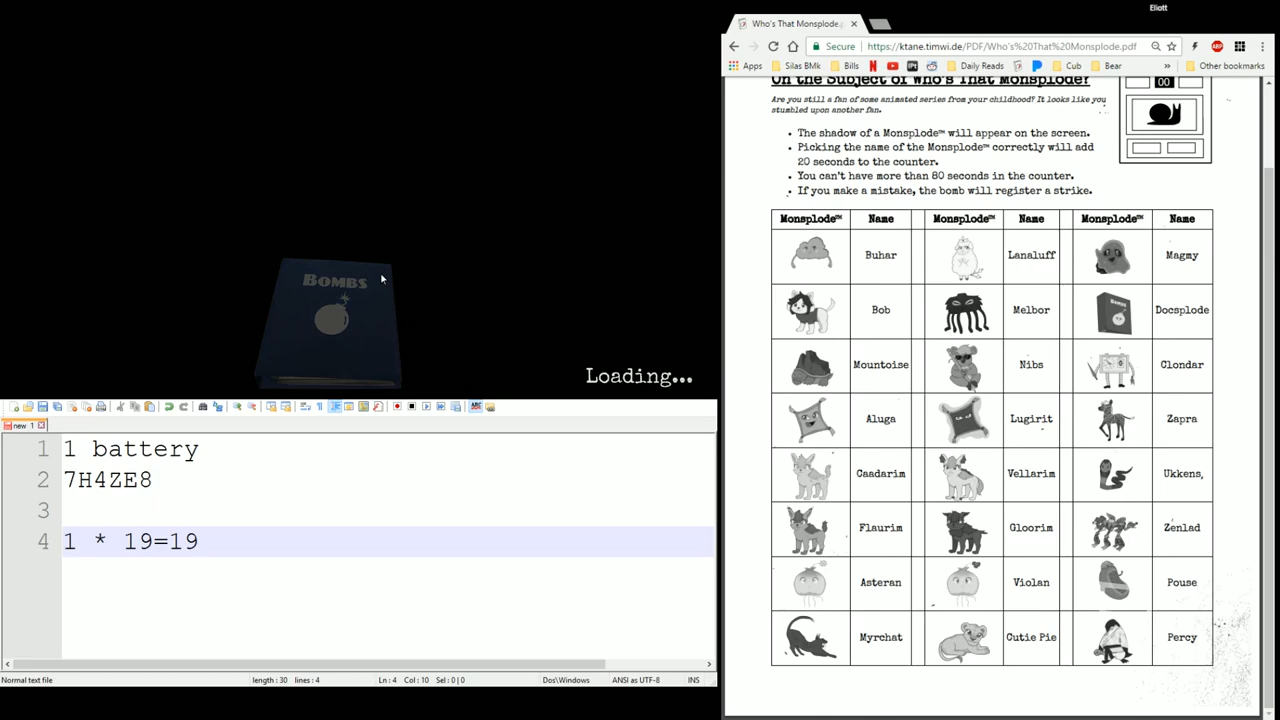 Eliott
Who's That Monsplode.p
Secure
https://ktane.timwi.de/PDF/Who's%20That%20Monsplode.pdf
Apps
Silas BMk
Bills
Daily Reads
Cub
Bear
»
Other bookmarks
On the Subject of Who's That Monsplode?
Are you still a fan of some animated series from your childhood? It looks like you
stumbled upon another fan.
00
• The shadow of a Monsplode™ will appear on the screen.
• Picking the name of the Monsplode™ correctly will add
20 seconds to the counter.
• You can't have more than 80 seconds in the counter.
• If you make a mistake, the bomb will register a strike.
Monsplode™ Name Monsplode™ Name Monsplode™ Name
Buhar Lanaluff Magmy
Bob Melbor Docsplode
Mountoise Nibs Clondar
Aluga Lugirit Zapra
Caadarim Vellarim Ukkens
Flaurim Gloorim Zenlad
Asteran Violan Pouse
Myrchat Cutie Pie Percy
Bombs
Bombs
Loading...
new 1
1 1 battery
2 7H4ZE8
3
4 1 * 19=19
Normal text file length : 30 lines : 4 Ln : 4 Col : 10 Sel : 0 | 0 Dos\Windows ANSI as UTF-8 INS